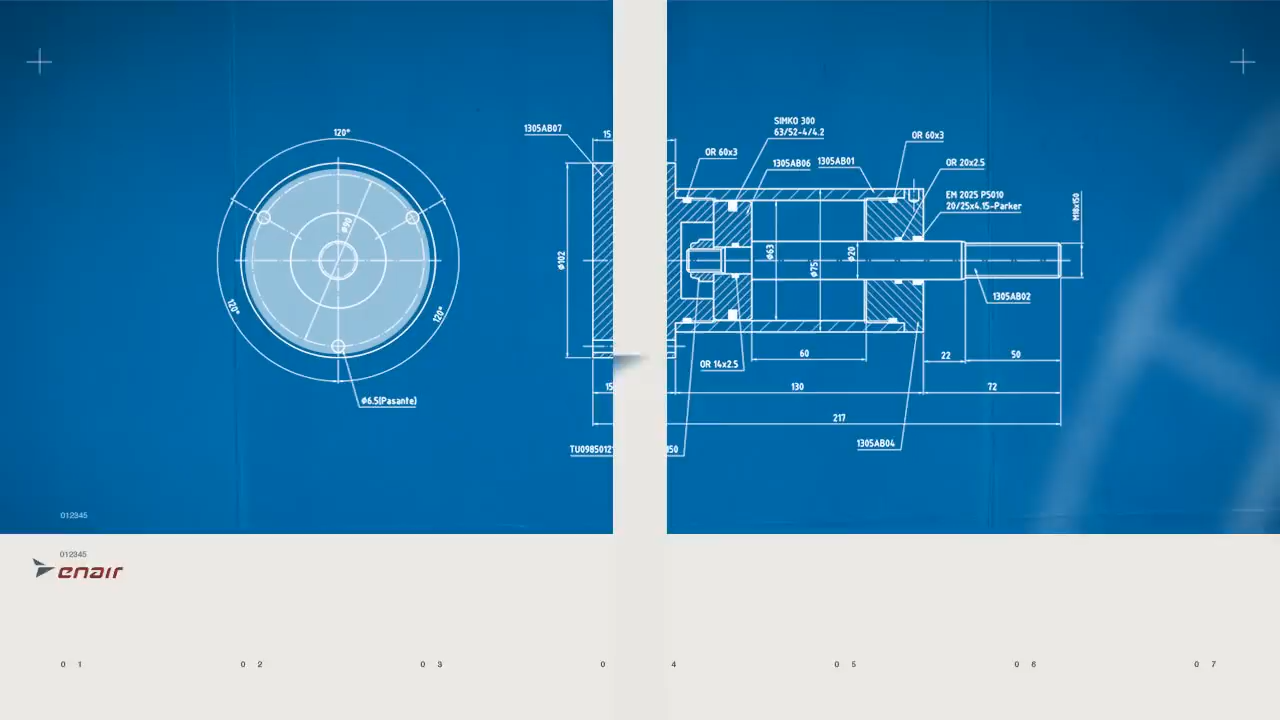 120°
120°
120°
Ø90
Ø6.5(Pasante)
1305AB07
15
OR 60x3
SIMKO 300
63/52-4/4.2
1305AB06
1305AB01
OR 60x3
OR 20x2.5
EM 2025 P5010
20/25x4.15-Parker
M18x150
Ø102
Ø63
Ø75
Ø20
1305AB02
OR 14x2.5
60
22
50
15
130
72
217
TU0985012
150
1305AB04
012345
012345
enair
0 1
0 2
0 3
0
4
0 5
0 6
0 7